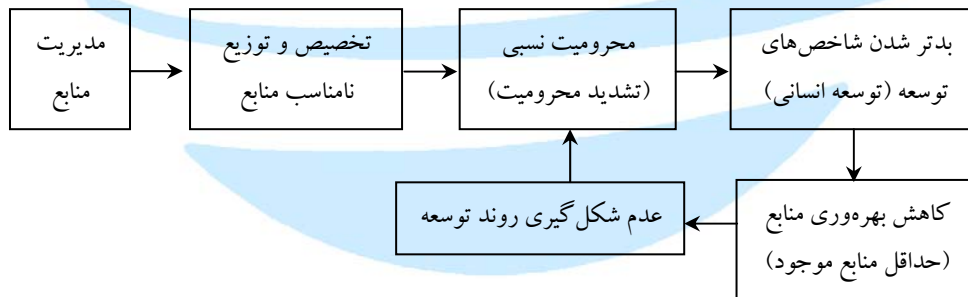 مدیریت
منابع
تخصیص و توزیع
نامناسب منابع
محرومیت نسبی
(تشدید محرومیت)
بدتر شدن شاخص‌های
توسعه (توسعه انسانی)
کاهش بهره‌وری منابع
(حداقل منابع موجود)
عدم شکل‌گیری روند توسعه